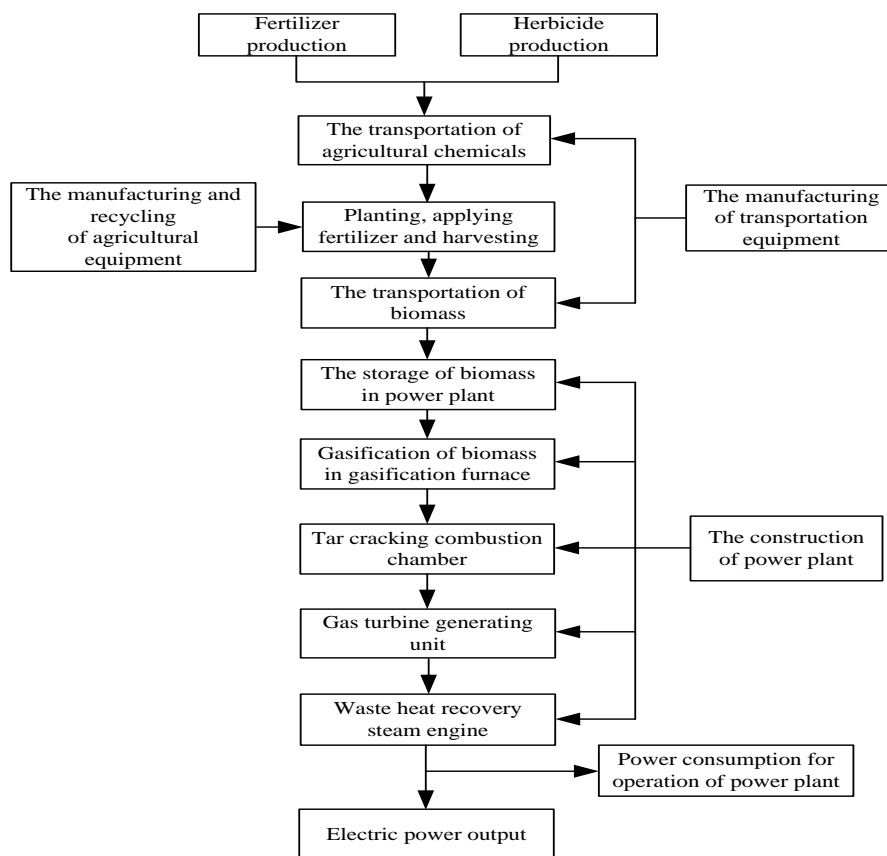 Fertilizer
production
Herbicide
production
The transportation of
agricultural chemicals
The manufacturing and
recycling
of agricultural
equipment
Planting, applying
fertilizer and harvesting
The manufacturing
of transportation
equipment
The transportation of
biomass
The storage of biomass
in power plant
Gasification of biomass
in gasification furnace
Tar cracking combustion
chamber
The construction
of power plant
Gas turbine generating
unit
Waste heat recovery
steam engine
Power consumption for
operation of power plant
Electric power output